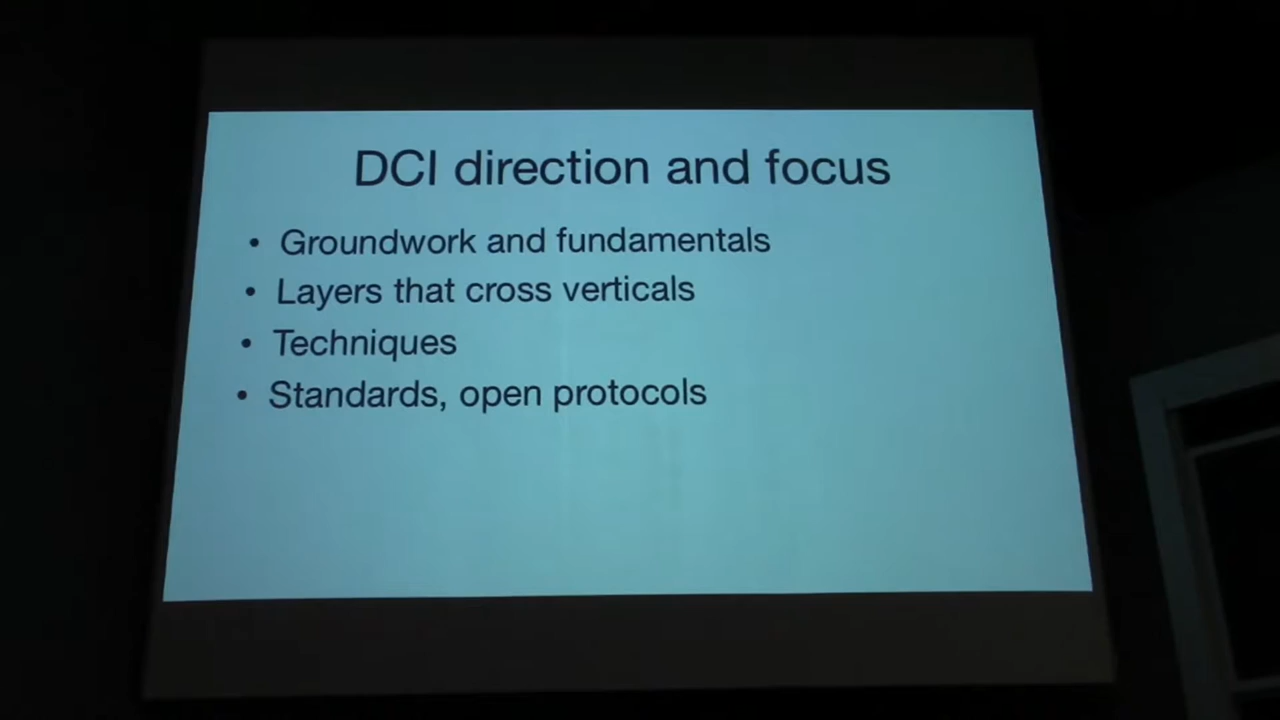 DCI direction and focus
• Groundwork and fundamentals
• Layers that cross verticals
• Techniques
• Standards, open protocols